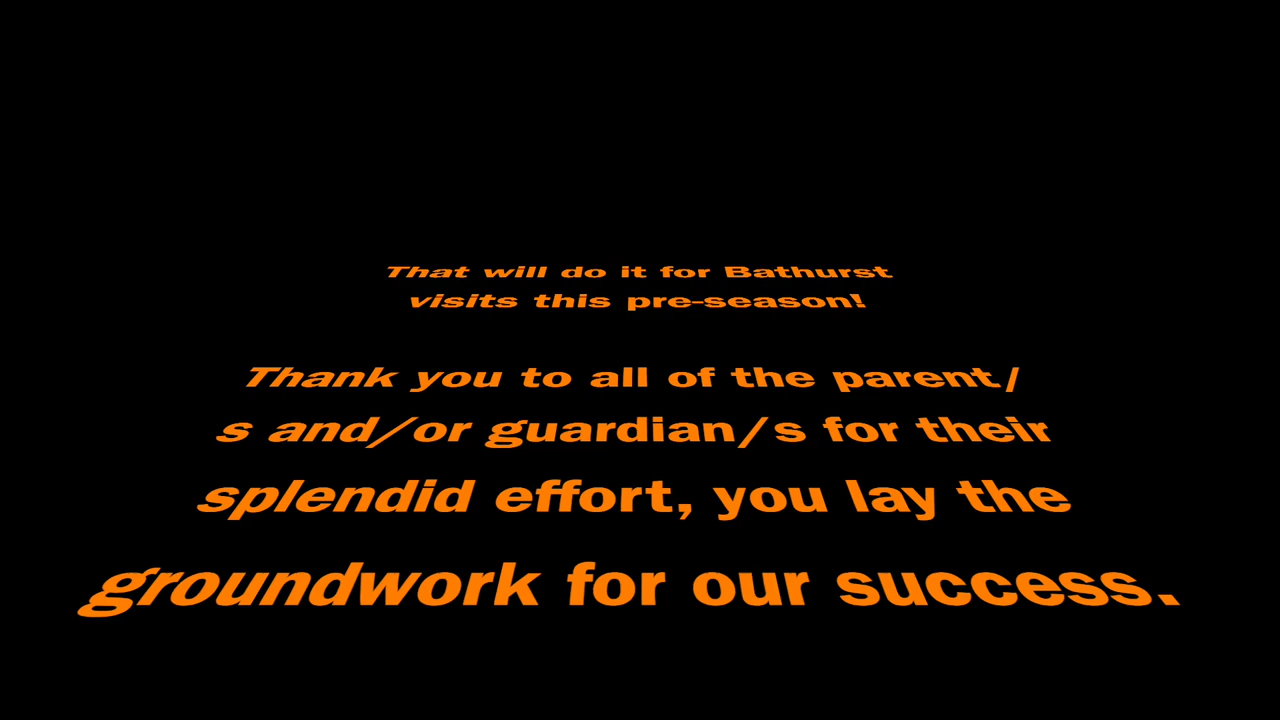 That will do it for Bathurst
visits this pre-season!
Thank you to all of the parent/
s and/or guardian/s for their
splendid effort, you lay the
groundwork for our success.